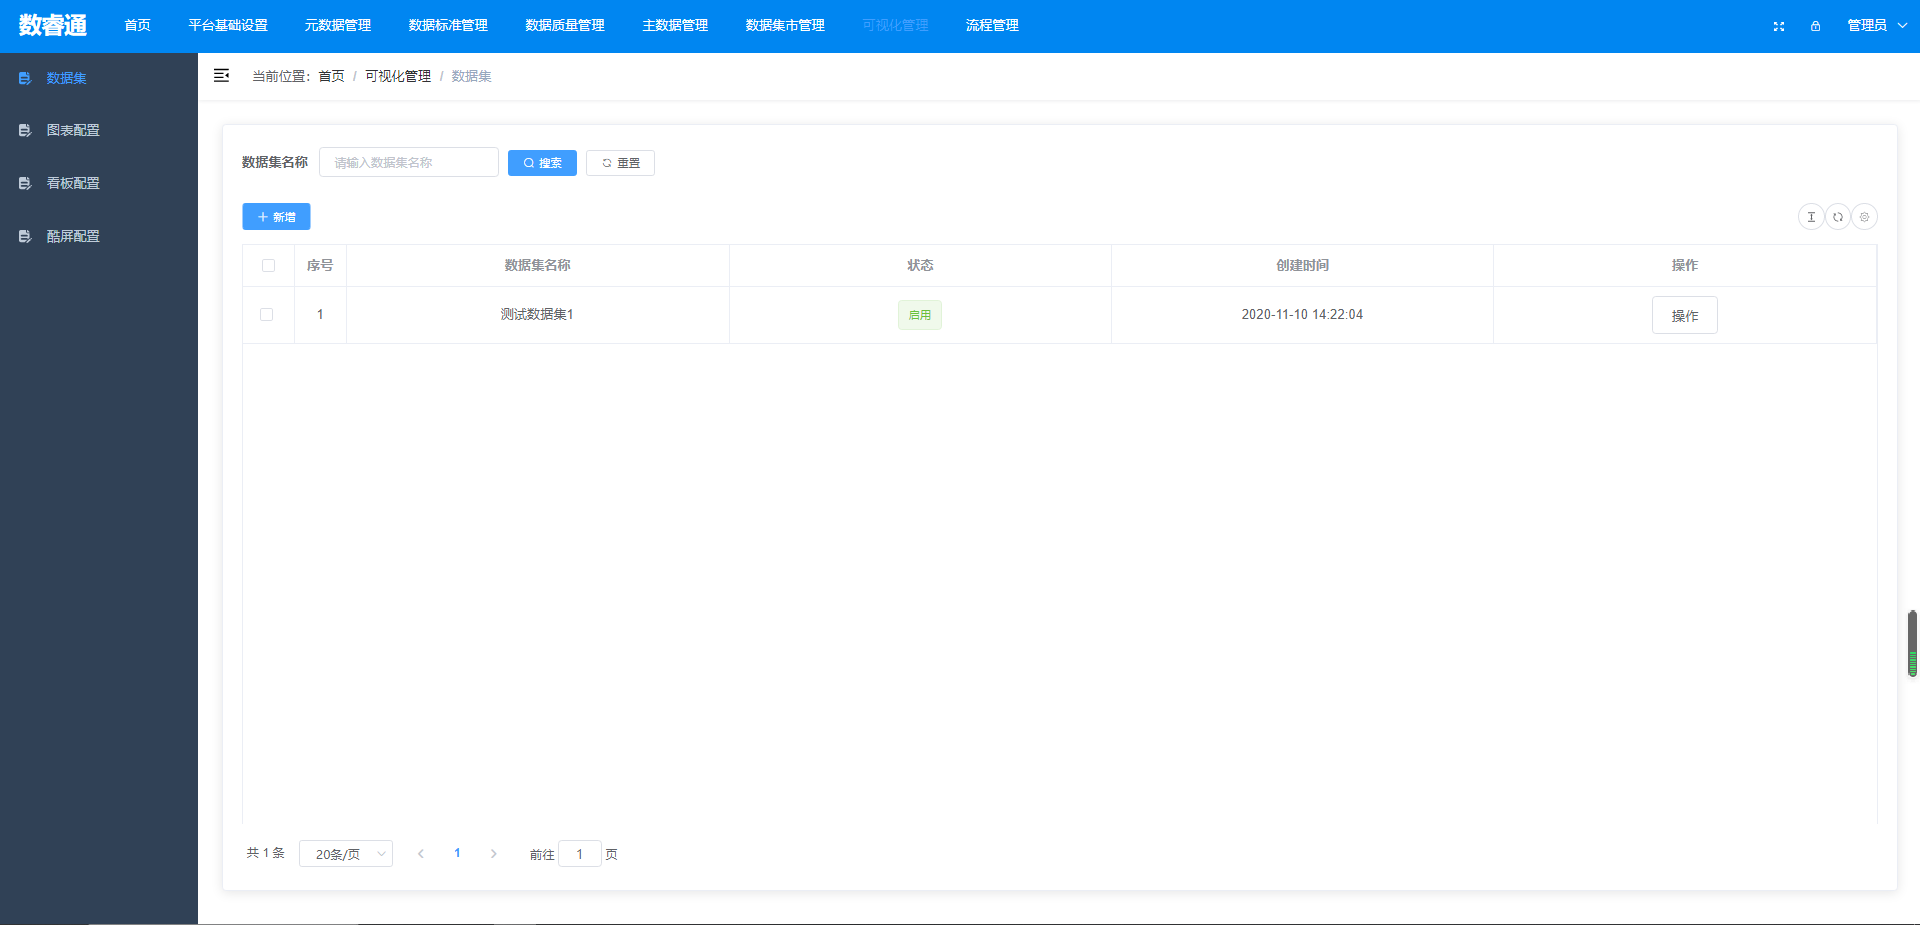 数睿通 首页 平台基础设置 元数据管理 数据标准管理 数据质量管理 主数据管理 数据集市管理 可视化管理 流程管理 管理员
数据集
图表配置
看板配置
酷屏配置
当前位置： 首页 / 可视化管理 / 数据集
数据集名称 请输入数据集名称 搜索 重置
新增
序号 数据集名称 状态 创建时间 操作
1 测试数据集1 启用 2020-11-10 14:22:04 操作
共 1 条 20条/页 1 前往 1 页